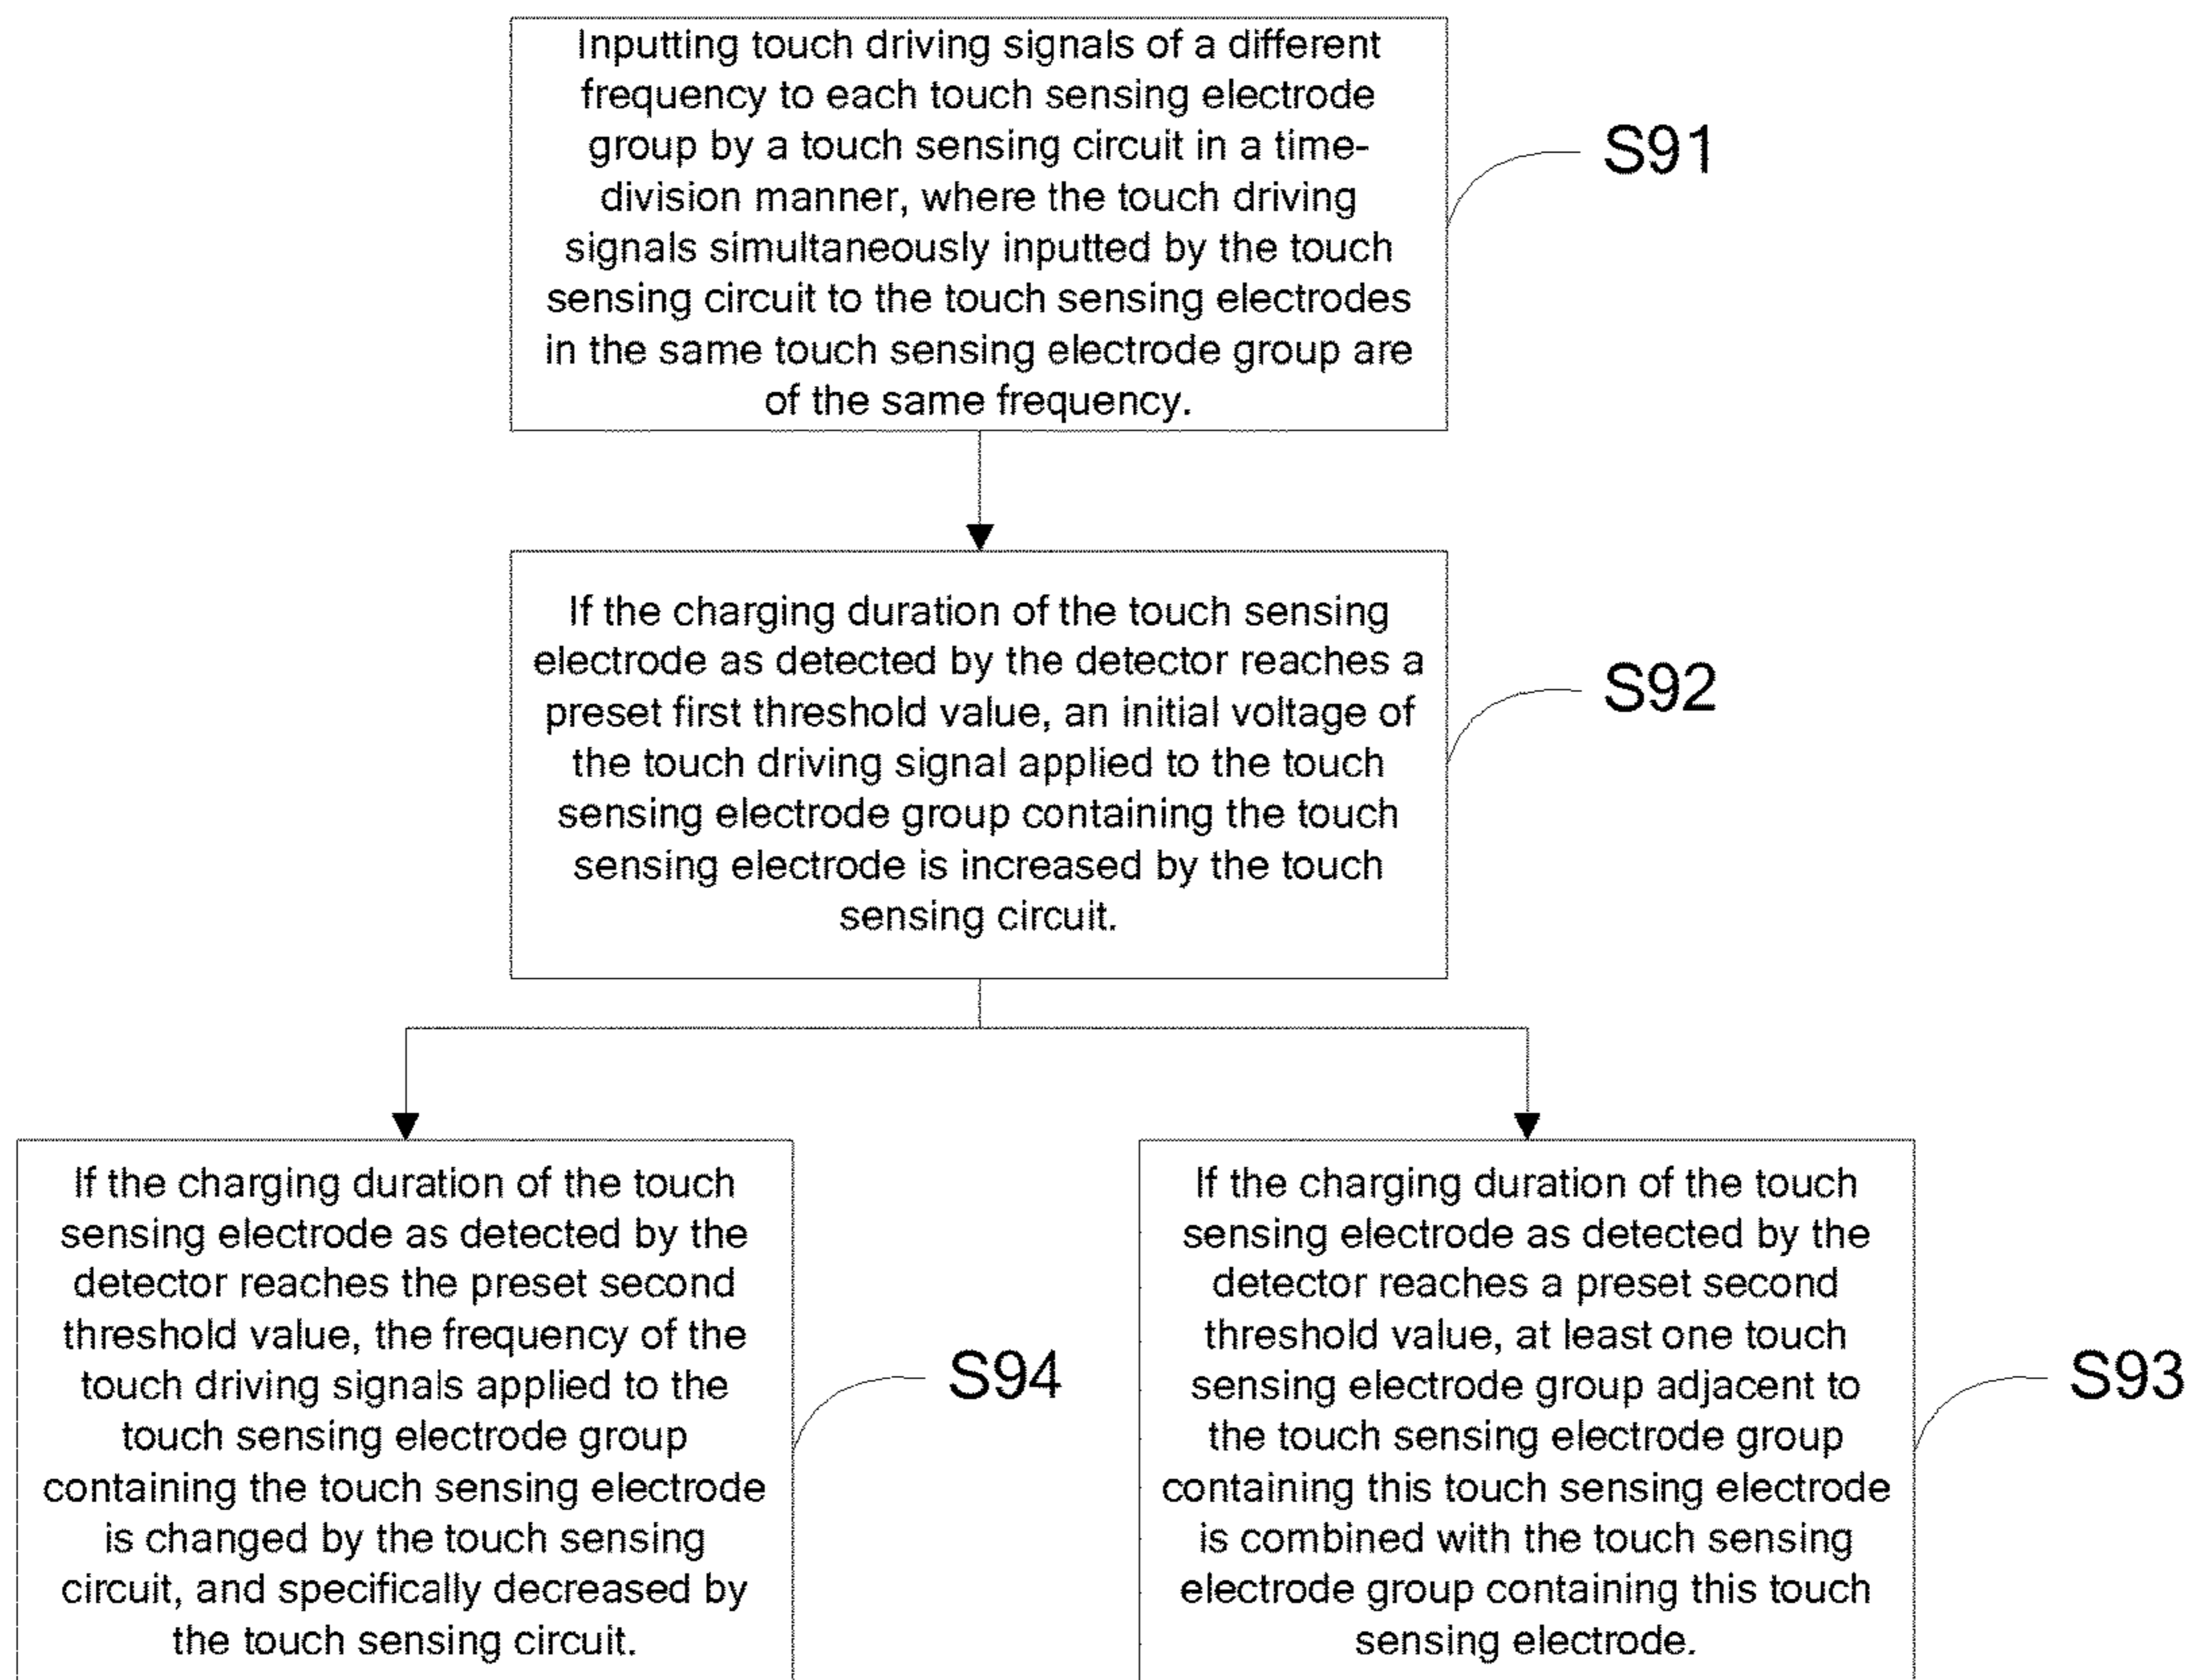 Inputting touch driving signals of a different
frequency to each touch sensing electrode
group by a touch sensing circuit in a time-
division manner, where the touch driving
signals simultaneously inputted by the touch
sensing circuit to the touch sensing electrodes
in the same touch sensing electrode group are
of the same frequency.
S91
If the charging duration of the touch sensing
electrode as detected by the detector reaches a
preset first threshold value, an initial voltage of
the touch driving signal applied to the touch
sensing electrode group containing the touch
sensing electrode is increased by the touch
sensing circuit.
S92
If the charging duration of the touch
sensing electrode as detected by the
detector reaches the preset second
threshold value, the frequency of the
touch driving signals applied to the
touch sensing electrode group
containing the touch sensing electrode
is changed by the touch sensing
circuit, and specifically decreased by
the touch sensing circuit.
S94
If the charging duration of the touch
sensing electrode as detected by the
detector reaches a preset second
threshold value, at least one touch
sensing electrode group adjacent to
the touch sensing electrode group
containing this touch sensing electrode
is combined with the touch sensing
electrode group containing this touch
sensing electrode.
S93